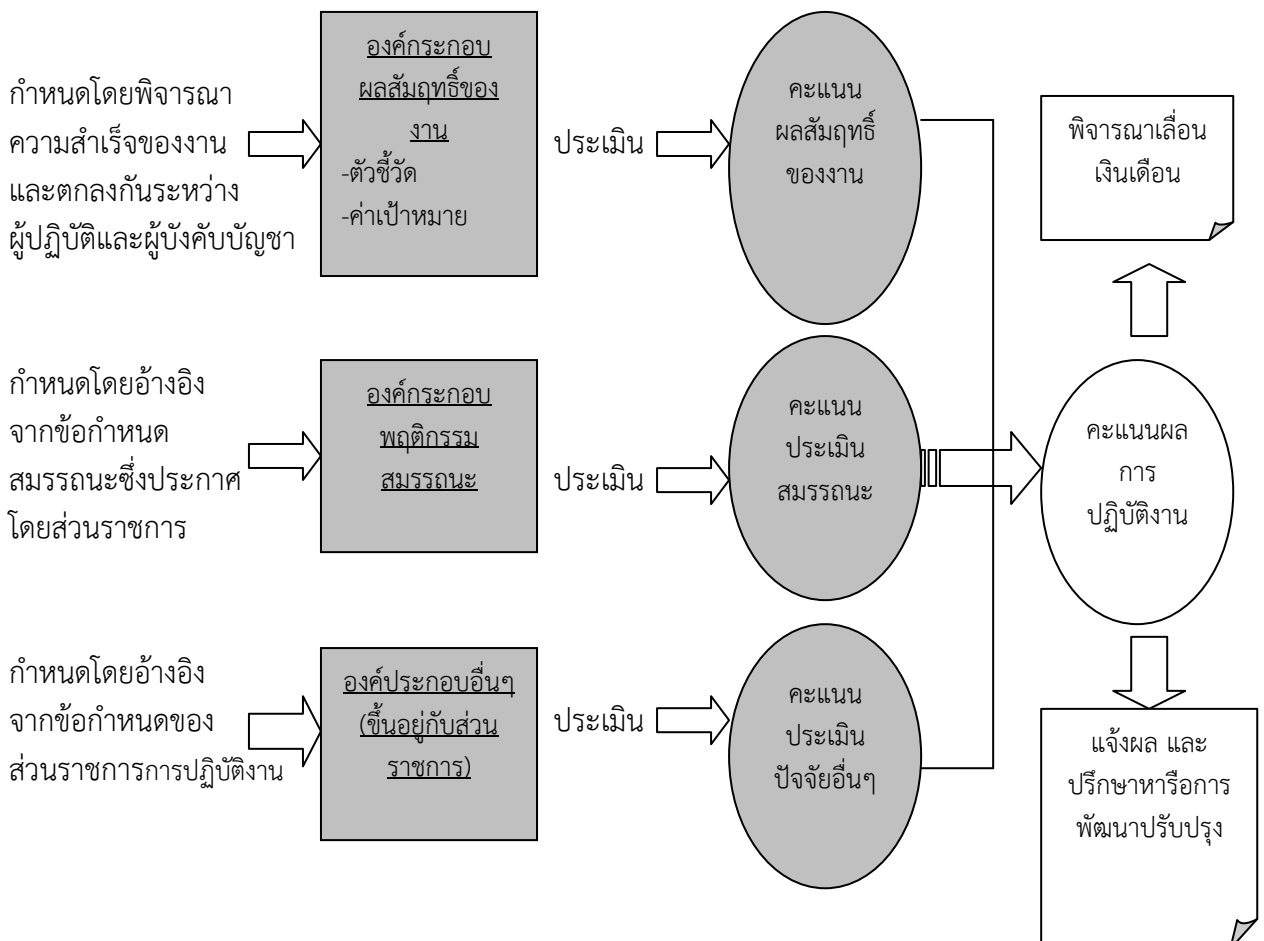 กำหนดโดยพิจารณา
ความสำเร็จของงาน
และตกลงกันระหว่าง
ผู้ปฏิบัติและผู้บังคับบัญชา
องค์กระกอบ
ผลสัมฤทธิ์ของ
งาน
-ตัวชี้วัด
-ค่าเป้าหมาย
ประเมิน
คะแนน
ผลสัมฤทธิ์
ของงาน
พิจารณาเลื่อน
เงินเดือน
กำหนดโดยอ้างอิง
จากข้อกำหนด
สมรรถนะซึ่งประกาศ
โดยส่วนราชการ
องค์กระกอบ
พฤติกรรม
สมรรถนะ
ประเมิน
คะแนน
ประเมิน
สมรรถนะ
คะแนนผล
การ
ปฏิบัติงาน
กำหนดโดยอ้างอิง
จากข้อกำหนดของ
ส่วนราชการการปฏิบัติงาน
องค์ประกอบอื่นๆ
(ขึ้นอยู่กับส่วน
ราชการ)
ประเมิน
คะแนน
ประเมิน
ปัจจัยอื่นๆ
แจ้งผล และ
ปรึกษาหารือการ
พัฒนาปรับปรุง